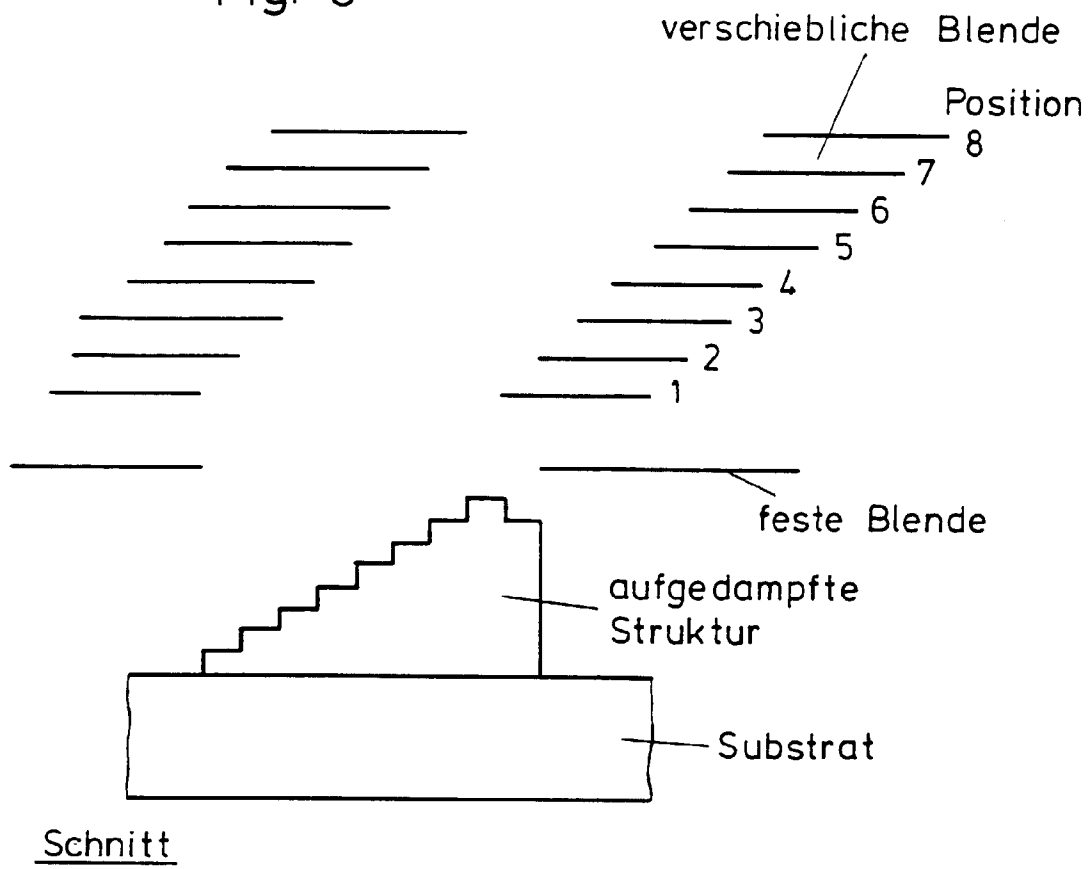 verschiebliche Blende
Position
8
7
6
5
4
3
2
1
feste Blende
aufgedampfte
Struktur
Substrat
Schnitt